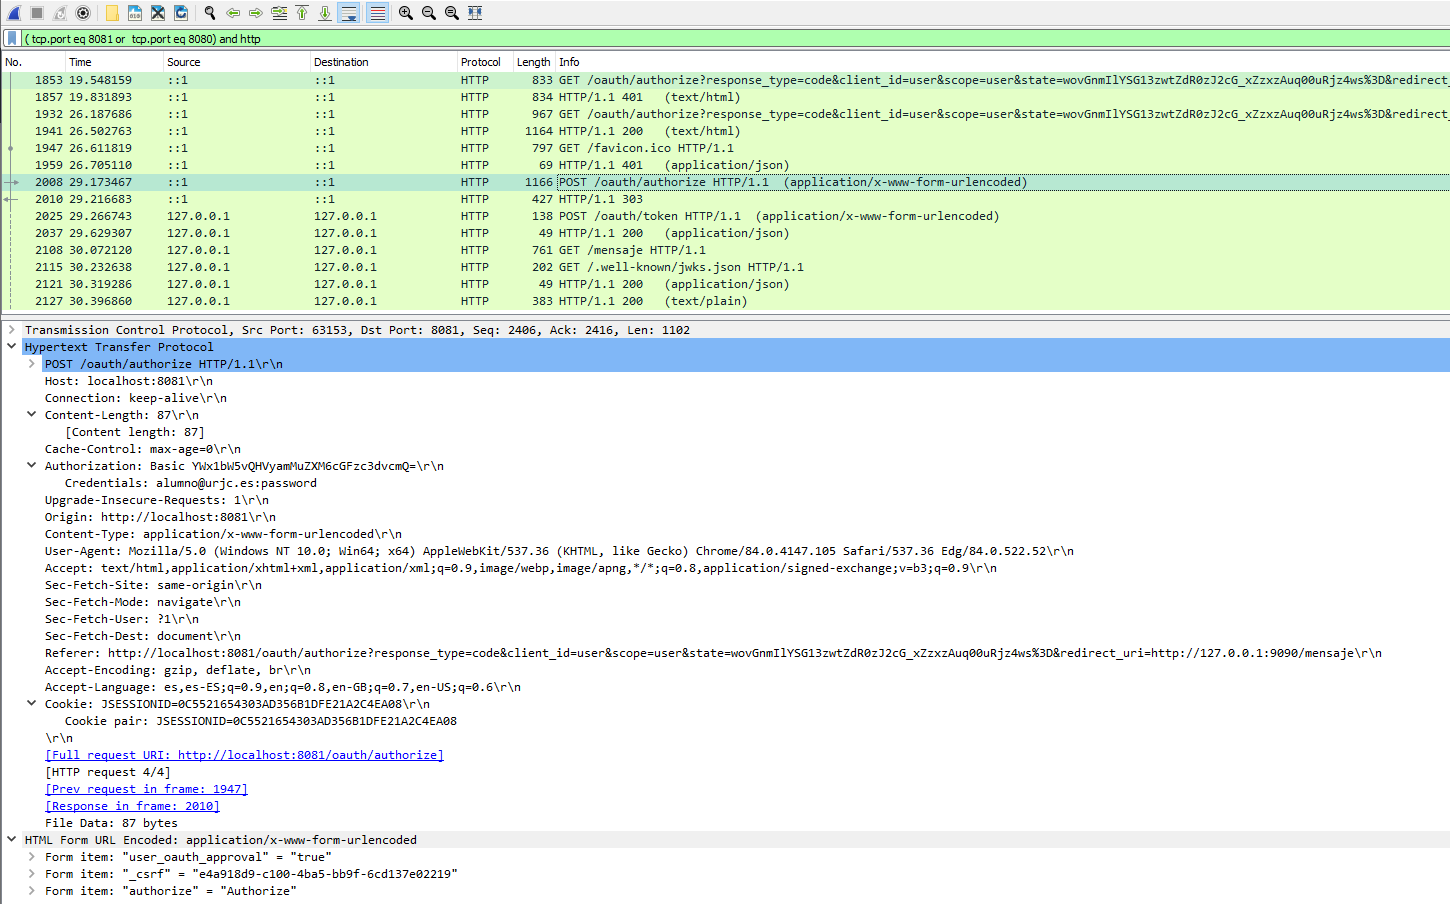 ( tcp.port eq 8081 or  tcp.port eq 8080) and http
No. Time Source Destination Protocol Length Info
1853 19.548159 ::1 ::1 HTTP 833 GET /oauth/authorize?response_type=code&client_id=user&scope=user&state=wovGnmIlYSG13zwtZdR0zJ2cG_xZzxzAuq00uRjz4ws%3D&redirect_
1857 19.831893 ::1 ::1 HTTP 834 HTTP/1.1 401   (text/html)
1932 26.187686 ::1 ::1 HTTP 967 GET /oauth/authorize?response_type=code&client_id=user&scope=user&state=wovGnmIlYSG13zwtZdR0zJ2cG_xZzxzAuq00uRjz4ws%3D&redirect_
1941 26.502763 ::1 ::1 HTTP 1164 HTTP/1.1 200   (text/html)
1947 26.611819 ::1 ::1 HTTP 797 GET /favicon.ico HTTP/1.1
1959 26.705110 ::1 ::1 HTTP 69 HTTP/1.1 401   (application/json)
2008 29.173467 ::1 ::1 HTTP 1166 POST /oauth/authorize HTTP/1.1  (application/x-www-form-urlencoded)
2010 29.216683 ::1 ::1 HTTP 427 HTTP/1.1 303
2025 29.266743 127.0.0.1 127.0.0.1 HTTP 138 POST /oauth/token HTTP/1.1  (application/x-www-form-urlencoded)
2037 29.629307 127.0.0.1 127.0.0.1 HTTP 49 HTTP/1.1 200   (application/json)
2108 30.072120 127.0.0.1 127.0.0.1 HTTP 761 GET /mensaje HTTP/1.1
2115 30.232638 127.0.0.1 127.0.0.1 HTTP 202 GET /.well-known/jwks.json HTTP/1.1
2121 30.319286 127.0.0.1 127.0.0.1 HTTP 49 HTTP/1.1 200   (application/json)
2127 30.396860 127.0.0.1 127.0.0.1 HTTP 383 HTTP/1.1 200   (text/plain)
Transmission Control Protocol, Src Port: 63153, Dst Port: 8081, Seq: 2406, Ack: 2416, Len: 1102
Hypertext Transfer Protocol
POST /oauth/authorize HTTP/1.1\r\n
Host: localhost:8081\r\n
Connection: keep-alive\r\n
Content-Length: 87\r\n
[Content length: 87]
Cache-Control: max-age=0\r\n
Authorization: Basic YWx1bW5vQHVyamMuZXM6cGFzc3dvcmQ=\r\n
Credentials: alumno@urjc.es:password
Upgrade-Insecure-Requests: 1\r\n
Origin: http://localhost:8081\r\n
Content-Type: application/x-www-form-urlencoded\r\n
User-Agent: Mozilla/5.0 (Windows NT 10.0; Win64; x64) AppleWebKit/537.36 (KHTML, like Gecko) Chrome/84.0.4147.105 Safari/537.36 Edg/84.0.522.52\r\n
Accept: text/html,application/xhtml+xml,application/xml;q=0.9,image/webp,image/apng,*/*;q=0.8,application/signed-exchange;v=b3;q=0.9\r\n
Sec-Fetch-Site: same-origin\r\n
Sec-Fetch-Mode: navigate\r\n
Sec-Fetch-User: ?1\r\n
Sec-Fetch-Dest: document\r\n
Referer: http://localhost:8081/oauth/authorize?response_type=code&client_id=user&scope=user&state=wovGnmIlYSG13zwtZdR0zJ2cG_xZzxzAuq00uRjz4ws%3D&redirect_uri=http://127.0.0.1:9090/mensaje\r\n
Accept-Encoding: gzip, deflate, br\r\n
Accept-Language: es,es-ES;q=0.9,en;q=0.8,en-GB;q=0.7,en-US;q=0.6\r\n
Cookie: JSESSIONID=0C5521654303AD356B1DFE21A2C4EA08\r\n
Cookie pair: JSESSIONID=0C5521654303AD356B1DFE21A2C4EA08
\r\n
[Full request URI: http://localhost:8081/oauth/authorize]
[HTTP request 4/4]
[Prev request in frame: 1947]
[Response in frame: 2010]
File Data: 87 bytes
HTML Form URL Encoded: application/x-www-form-urlencoded
Form item: "user_oauth_approval" = "true"
Form item: "_csrf" = "e4a918d9-c100-4ba5-bb9f-6cd137e02219"
Form item: "authorize" = "Authorize"